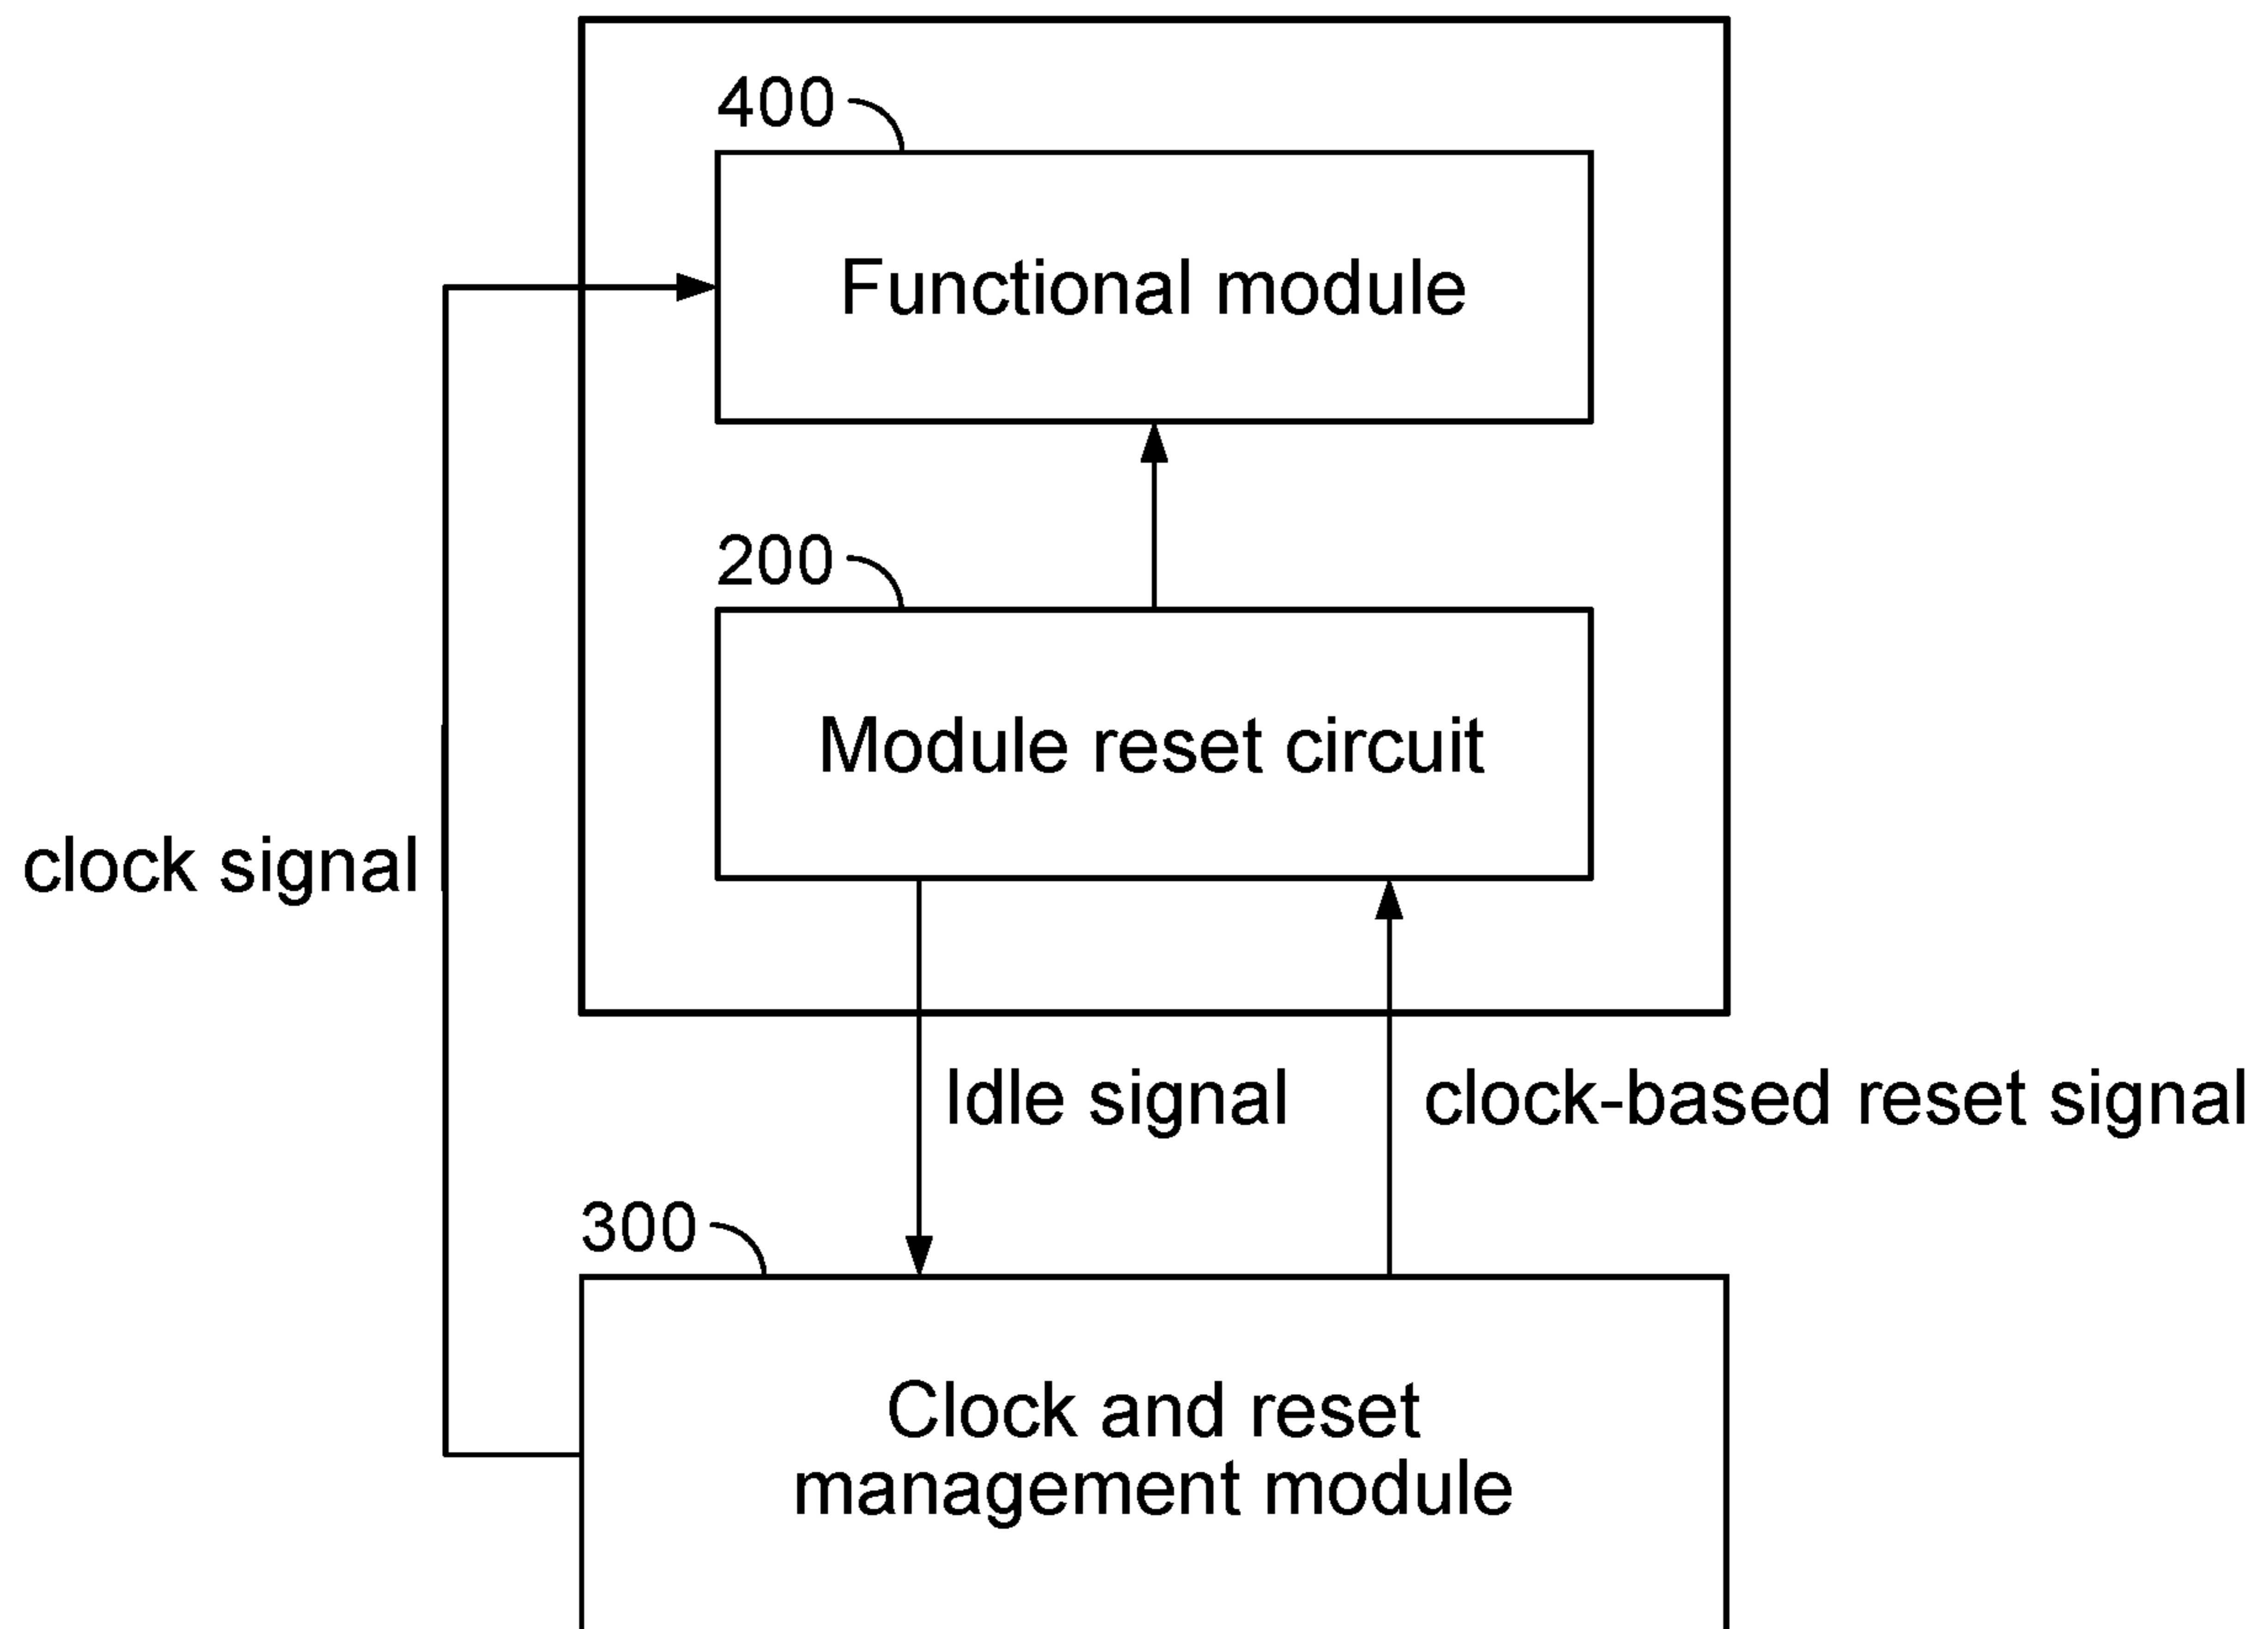 400
Functional module
200
Module reset circuit
clock signal
Idle signal
clock-based reset signal
300
Clock and reset
management module